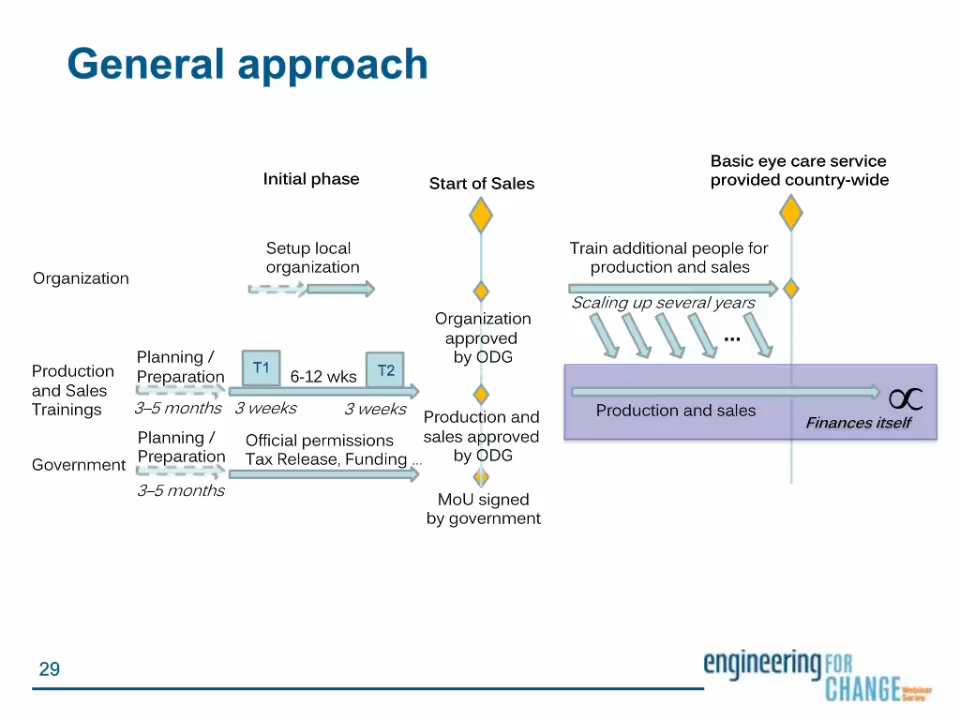 General approach
Initial phase
Start of Sales
Basic eye care service
provided country-wide
Organization
Setup local
organization
Train additional people for
production and sales
Scaling up several years
...
Organization
approved
by ODG
Production
and Sales
Trainings
Planning /
Preparation
3–5 months
T1
6-12 wks
T2
3 weeks
3 weeks
Production and
sales approved
by ODG
Production and sales
∝
Finances itself
Government
Planning /
Preparation
3–5 months
Official permissions
Tax Release, Funding ...
MoU signed
by government
29
engineering FOR
CHANGE Webinar
Series